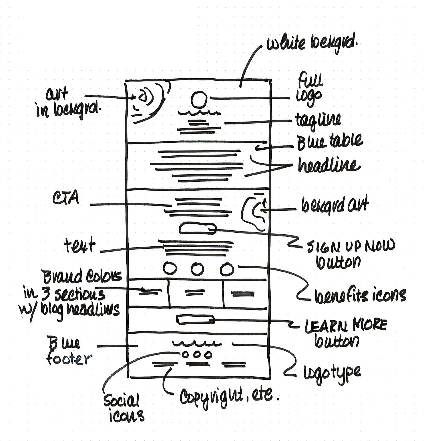 white bckgrd.
art
in bckgrd.
Full
logo
tagline
Blue table
headline
CTA
bckgrd art
text
SIGN UP NOW
button
Brand Colors
in 3 sections
w/ blog headlines
benefits icons
LEARN MORE
button
Blue
footer
logotype
Social
icons
Copyright, etc.